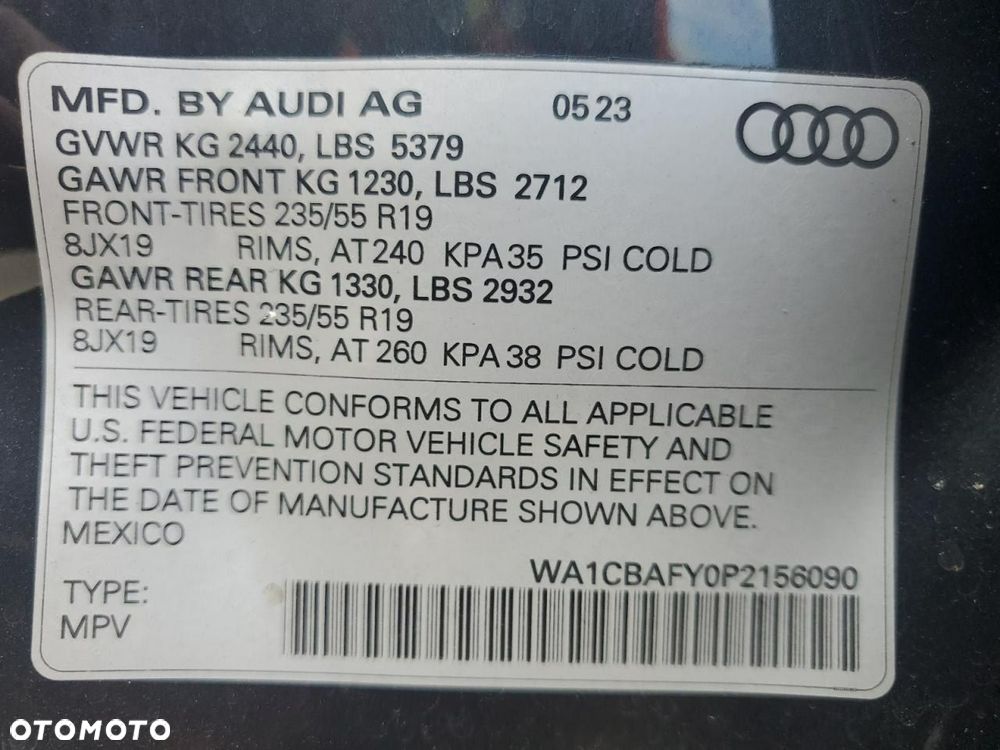 MFD. BY AUDI AG 05 23
GVWR KG 2440, LBS 5379
GAWR FRONT KG 1230, LBS 2712
FRONT-TIRES 235/55 R19
8JX19 RIMS, AT 240 KPA 35 PSI COLD
GAWR REAR KG 1330, LBS 2932
REAR-TIRES 235/55 R19
8JX19 RIMS, AT 260 KPA 38 PSI COLD
THIS VEHICLE CONFORMS TO ALL APPLICABLE
U.S. FEDERAL MOTOR VEHICLE SAFETY AND
THEFT PREVENTION STANDARDS IN EFFECT ON
THE DATE OF MANUFACTURE SHOWN ABOVE.
MEXICO
WA1CBAFY0P2156090
TYPE:
MPV
OTOMOTO